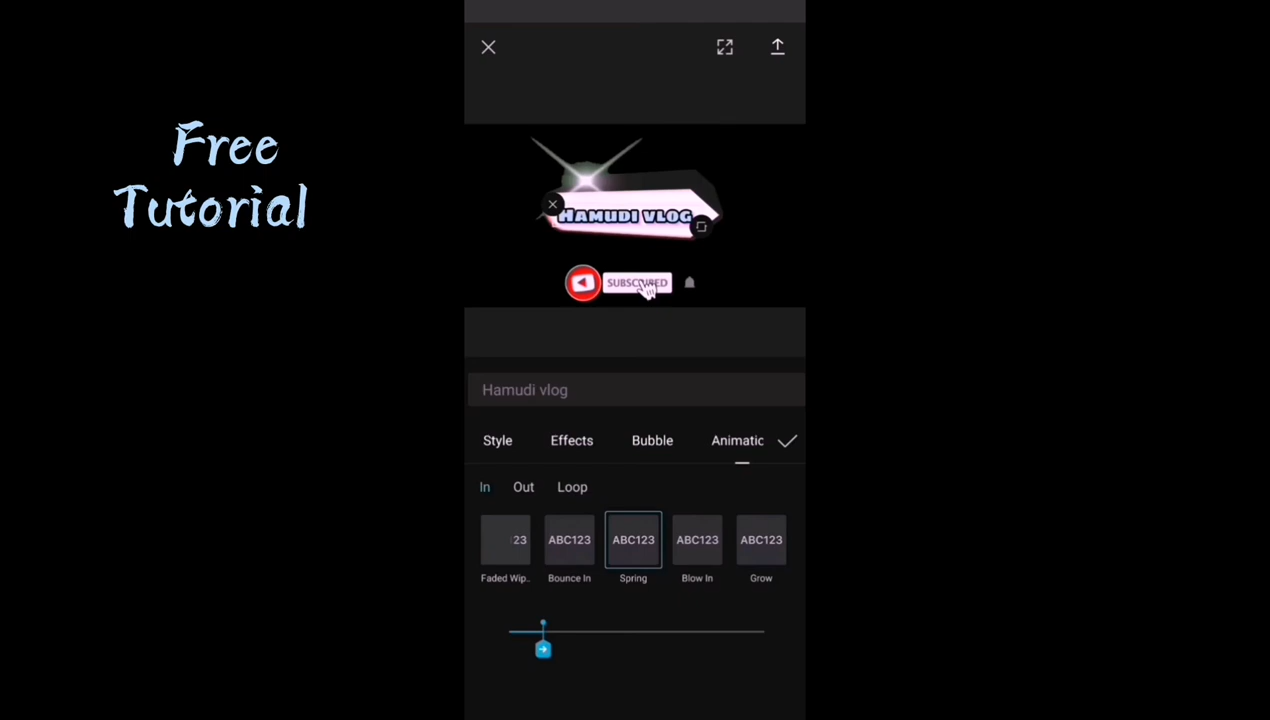 Free
Tutorial
Hamudi vlog
SUBSCRIBED
Hamudi vlog
Style Effects Bubble Animatic
In Out Loop
23 ABC123 ABC123 ABC123 ABC123
Faded Wip.. Bounce In Spring Blow In Grow